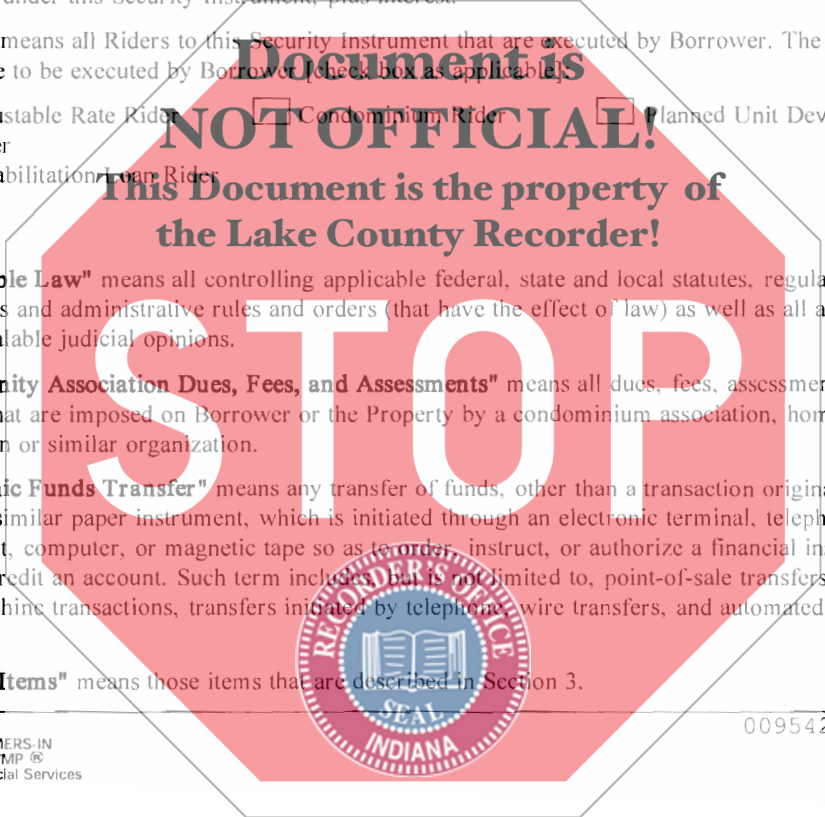 under this Security Instrument, plus interest.
means all Riders to this Security Instrument that are executed by Borrower. The
e to be executed by Borrower [check box as applicable]:
Document is
ustable Rate Rider Condominium Rider Planned Unit Dev
NOT OFFICIAL!
er
abilitation Loan Rider
This Document is the property of
the Lake County Recorder!
ble Law" means all controlling applicable federal, state and local statutes, regula
s and administrative rules and orders (that have the effect of law) as well as all a
alable judicial opinions.
STOP
nity Association Dues, Fees, and Assessments" means all dues, fees, assessmen
hat are imposed on Borrower or the Property by a condominium association, hom
n or similar organization.
ic Funds Transfer" means any transfer of funds, other than a transaction origina
similar paper instrument, which is initiated through an electronic terminal, teleph
t, computer, or magnetic tape so as to order, instruct, or authorize a financial in
redit an account. Such term includes, but is not limited to, point-of-sale transfers
hine transactions, transfers initiated by telephone, wire transfers, and automated
Items" means those items that are described in Section 3.
RECORDER'S OFFICE
SEAL
INDIANA
009542
ERS-IN
MP ®
cial Services